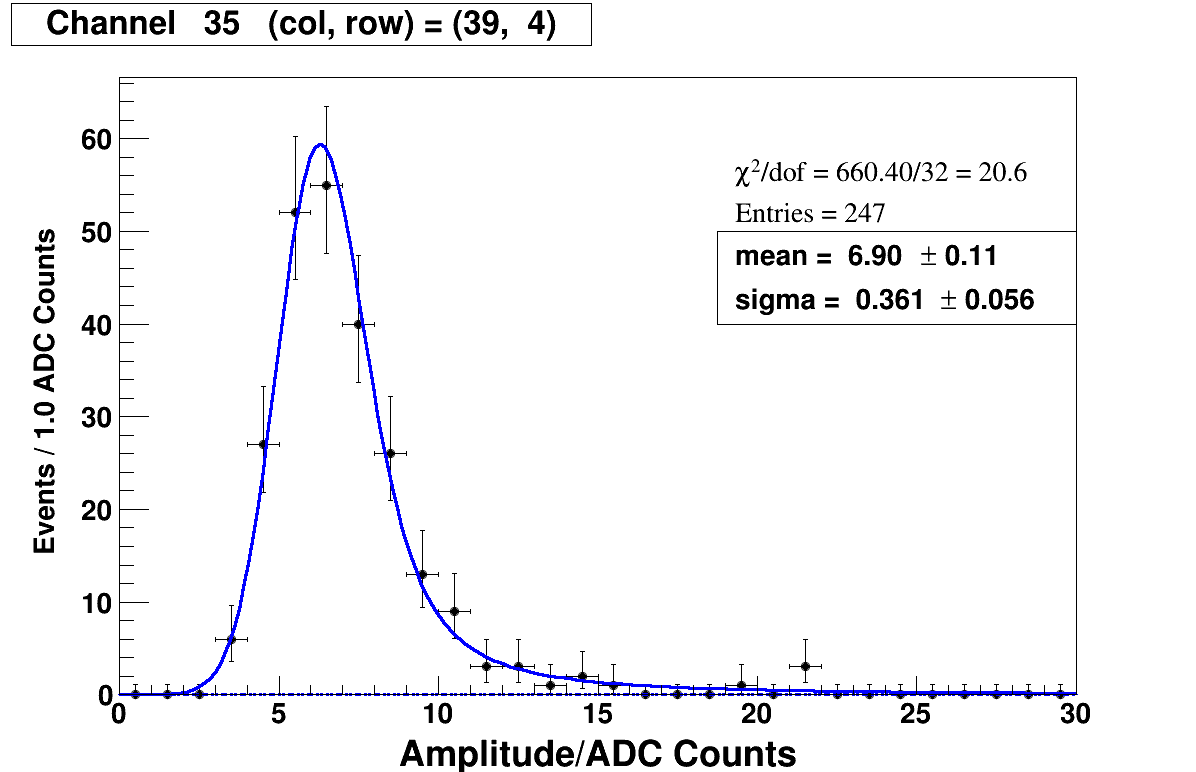 Channel 35 (col, row) = (39, 4)
χ²/dof = 660.40/32 = 20.6
Entries = 247
mean = 6.90 ± 0.11
sigma = 0.361 ± 0.056
Events / 1.0 ADC Counts
60
50
40
30
20
10
0
0 5 10 15 20 25 30
Amplitude/ADC Counts